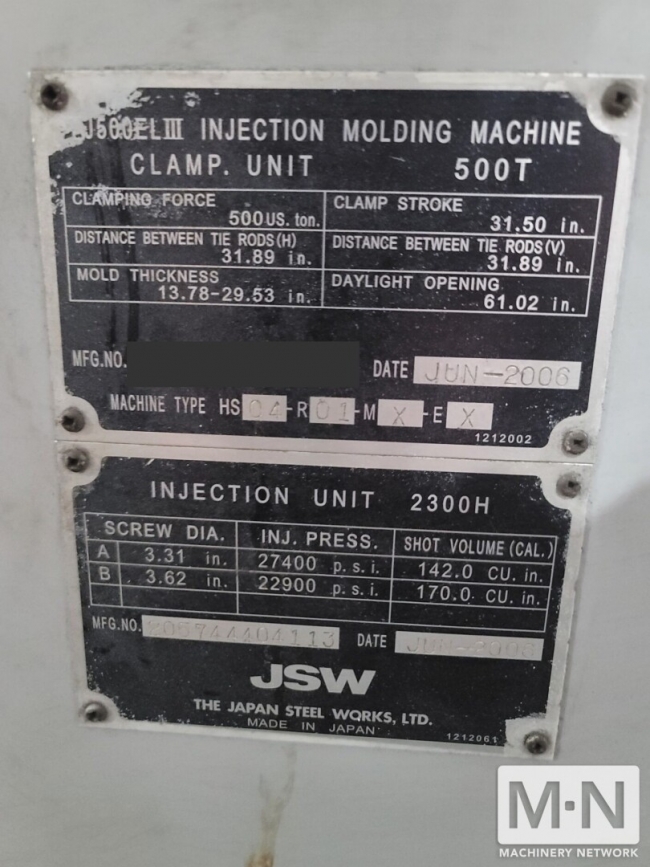 J500ELIII INJECTION MOLDING MACHINE
CLAMP. UNIT 500T
CLAMPING FORCE 500US. ton. CLAMP STROKE 31.50 in.
DISTANCE BETWEEN TIE RODS(H) 31.89 in. DISTANCE BETWEEN TIE RODS(V) 31.89 in.
MOLD THICKNESS 13.78-29.53 in. DAYLIGHT OPENING 61.02 in.
MFG.NO. DATE JUN-2006
MACHINE TYPE HS 04-R 01-M X-E X
1212002
INJECTION UNIT 2300H
SCREW DIA. INJ. PRESS. SHOT VOLUME(CAL.)
A 3.31 in. 27400 p.s.i. 142.0 CU. in.
B 3.62 in. 22900 p.s.i. 170.0 CU. in.
MFG.NO. DATE JUN-2006
JSW
THE JAPAN STEEL WORKS, LTD.
MADE IN JAPAN
1212061
M·N
MACHINERY NETWORK